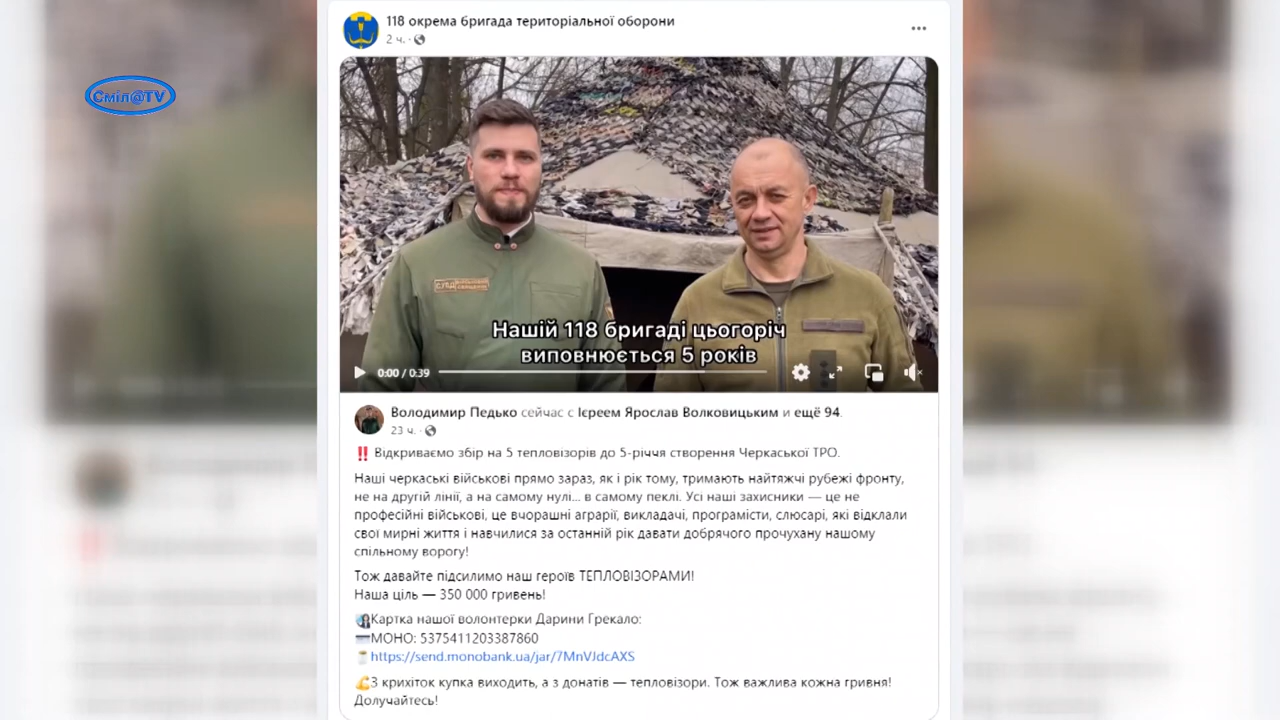 118 окрема бригада територіальної оборони
2 ч. ·
Сміл@TV
СУПД
Нашій 118 бригаді цьогоріч
виповнюється 5 років
0:00 / 0:39
Володимир Педько сейчас с Ієреем Ярослав Волковицьким и ещё 94.
23 ч. ·
‼️ Відкриваємо збір на 5 тепловізорів до 5-річчя створення Черкаської ТРО.
Наші черкаські військові прямо зараз, як і рік тому, тримають найтяжчі рубежі фронту,
не на другій лінії, а на самому нулі... в самому пеклі. Усі наші захисники — це не
професійні військові, це вчорашні аграрії, викладачі, програмісти, слюсарі, які відклали
свої мирні життя і навчилися за останній рік давати добрячого прочухану нашому
спільному ворогу!
Тож давайте підсилимо наш героїв ТЕПЛОВІЗОРАМИ!
Наша ціль — 350 000 гривень!
Картка нашої волонтерки Дарини Грекало:
МОНО: 5375411203387860
https://send.monobank.ua/jar/7MnVJdcAXS
З крихіток купка виходить, а з донатів — тепловізори. Тож важлива кожна гривня!
Долучайтесь!